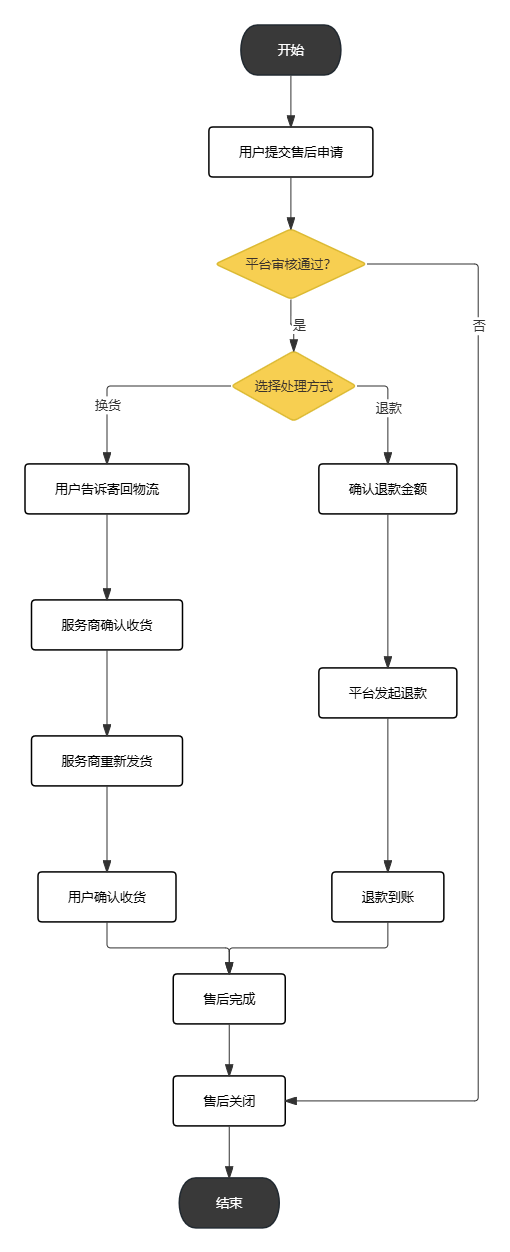 开始
用户提交售后申请
平台审核通过?
是
否
选择处理方式
换货
退款
用户告诉寄回物流
确认退款金额
服务商确认收货
平台发起退款
服务商重新发货
用户确认收货
退款到账
售后完成
售后关闭
结束